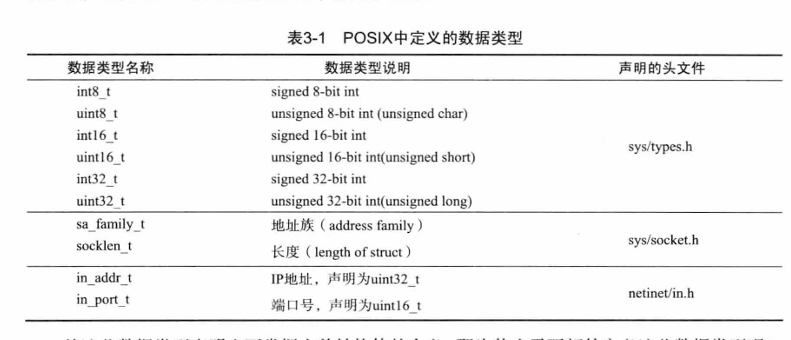 表3-1 POSIX中定义的数据类型
数据类型名称 数据类型说明 声明的头文件
int8_t signed 8-bit int
uint8_t unsigned 8-bit int (unsigned char)
int16_t signed 16-bit int
uint16_t unsigned 16-bit int(unsigned short)
int32_t signed 32-bit int
uint32_t unsigned 32-bit int(unsigned long)
sys/types.h
sa_family_t 地址族（address family）
socklen_t 长度（length of struct）
sys/socket.h
in_addr_t IP地址，声明为uint32_t
in_port_t 端口号，声明为uint16_t
netinet/in.h